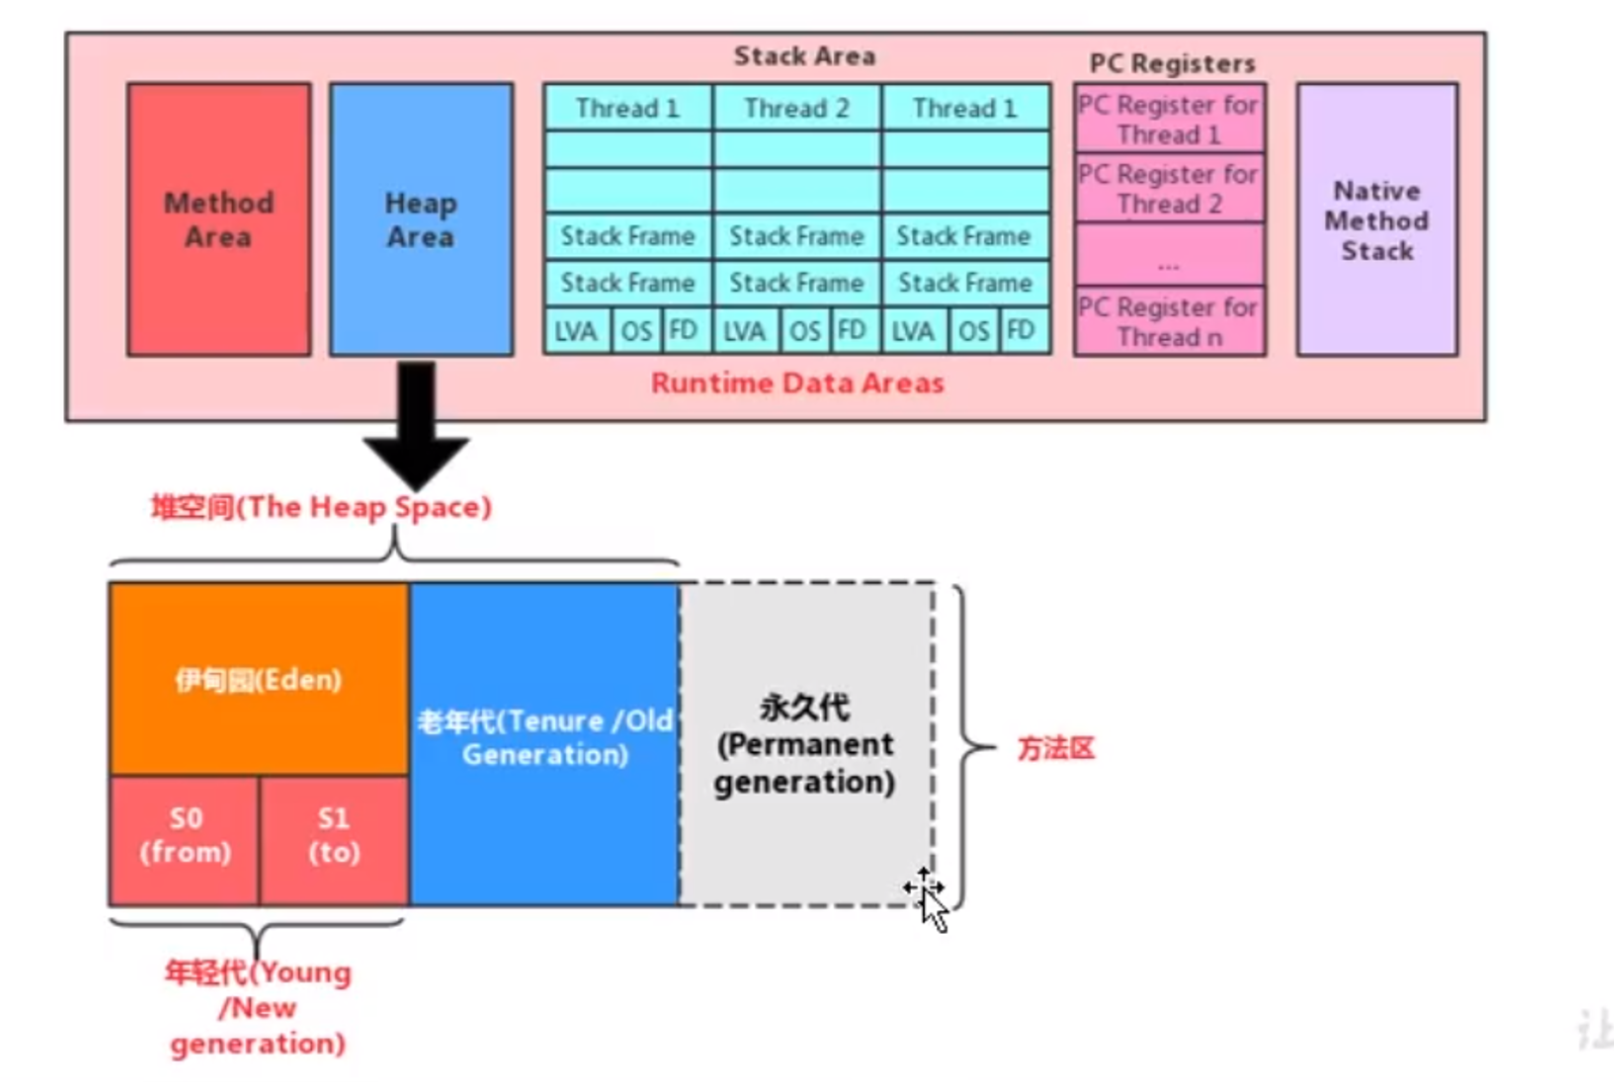 Stack Area
PC Registers
Method
Area
Heap
Area
Thread 1
Thread 2
Thread 1
Stack Frame
Stack Frame
Stack Frame
Stack Frame
Stack Frame
Stack Frame
LVA
OS
FD
LVA
OS
FD
LVA
OS
FD
PC Register for
Thread 1
PC Register for
Thread 2
...
PC Register for
Thread n
Native
Method
Stack
Runtime Data Areas
堆空间(The Heap Space)
伊甸园(Eden)
老年代(Tenure /Old
Generation)
永久代
(Permanent
generation)
方法区
S0
(from)
S1
(to)
年轻代(Young
/New
generation)
让